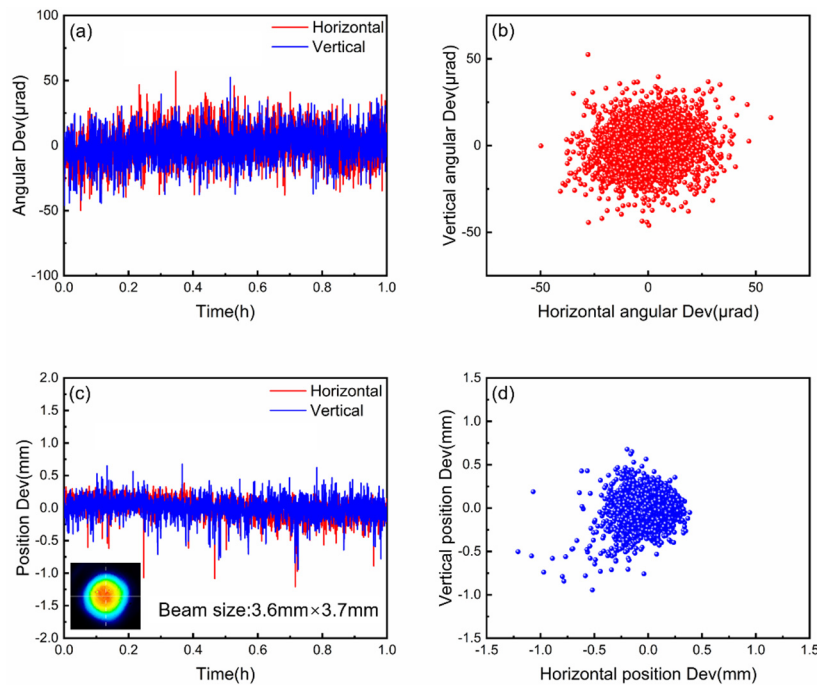 (a)
Horizontal
Vertical
Angular Dev(μrad)
100
50
0
-50
-100
0.0 0.2 0.4 0.6 0.8 1.0
Time(h)
(b)
Vertical angular Dev(μrad)
50
0
-50
-50 0 50
Horizontal angular Dev(μrad)
(c)
Horizontal
Vertical
Position Dev(mm)
2.0
1.5
1.0
0.5
0.0
-0.5
-1.0
-1.5
-2.0
Beam size:3.6mm×3.7mm
0.0 0.2 0.4 0.6 0.8 1.0
Time(h)
(d)
Vertical position Dev(mm)
1.5
1.0
0.5
0.0
-0.5
-1.0
-1.5
-1.5 -1.0 -0.5 0.0 0.5 1.0 1.5
Horizontal position Dev(mm)